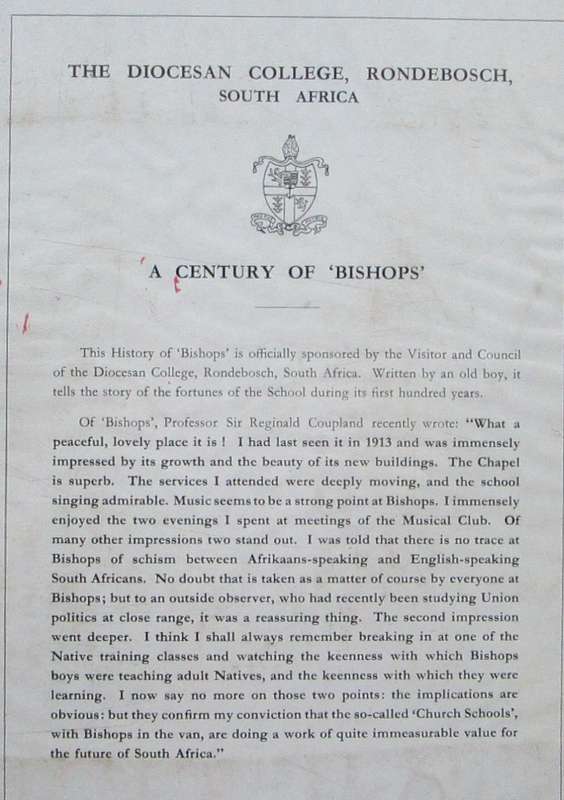 THE DIOCESAN COLLEGE, RONDEBOSCH,
SOUTH AFRICA
A CENTURY OF 'BISHOPS'
This History of 'Bishops' is officially sponsored by the Visitor and Council
of the Diocesan College, Rondebosch, South Africa. Written by an old boy, it
tells the story of the fortunes of the School during its first hundred years.
Of 'Bishops', Professor Sir Reginald Coupland recently wrote: "What a
peaceful, lovely place it is ! I had last seen it in 1913 and was immensely
impressed by its growth and the beauty of its new buildings. The Chapel
is superb. The services I attended were deeply moving, and the school
singing admirable. Music seems to be a strong point at Bishops. I immensely
enjoyed the two evenings I spent at meetings of the Musical Club. Of
many other impressions two stand out. I was told that there is no trace at
Bishops of schism between Afrikaans-speaking and English-speaking
South Africans. No doubt that is taken as a matter of course by everyone at
Bishops; but to an outside observer, who had recently been studying Union
politics at close range, it was a reassuring thing. The second impression
went deeper. I think I shall always remember breaking in at one of the
Native training classes and watching the keenness with which Bishops
boys were teaching adult Natives, and the keenness with which they were
learning. I now say no more on those two points: the implications are
obvious: but they confirm my conviction that the so-called 'Church Schools',
with Bishops in the van, are doing a work of quite immeasurable value for
the future of South Africa."